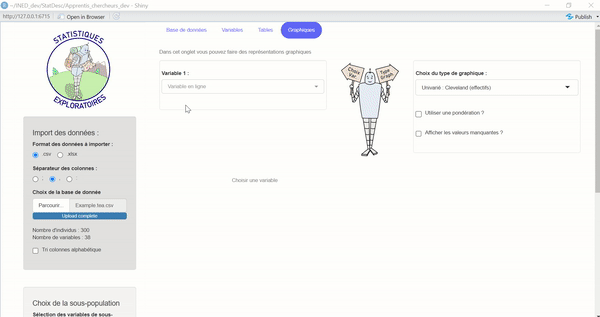 ~/INED_dev/StatDesc/Apprentis_chercheurs_dev - Shiny
http://127.0.0.1:6715
Open in Browser
Publish
Base de données
Variables
Tables
Graphiques
STATISTIQUES
EXPLORATOIRES
Dans cet onglet vous pouvez faire des représentations graphiques.
Variable 1 :
Variable en ligne
Choix
Var
Type
Graph
Choix du type de graphique :
Univarié : Cleveland (effectifs)
Utiliser une pondération ?
Afficher les valeurs manquantes ?
Choisir une variable
Import des données :
Format des données à importer :
.csv
.xlsx
Séparateur des colonnes :
Choix de la base de donnée
Parcourir...
Example.tea.csv
Upload complete
Nombre d'individus : 300
Nombre de variables : 36
Tri colonnes alphabétique
Choix de la sous-population
Sélection des variables de sous-